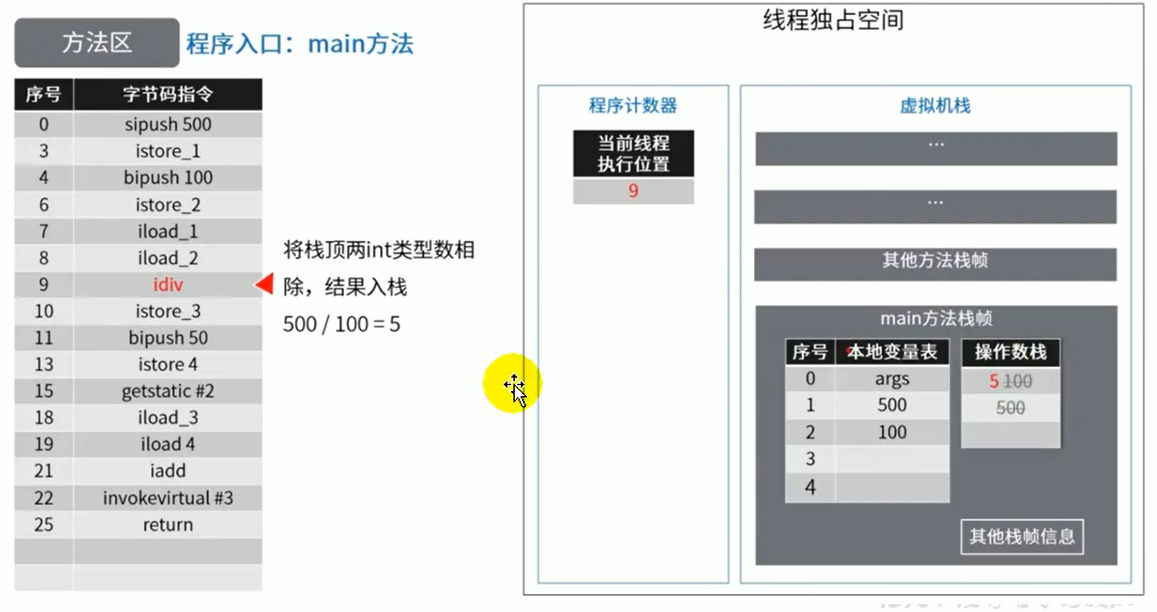 方法区 程序入口：main方法
序号 字节码指令
0 sipush 500
3 istore_1
4 bipush 100
6 istore_2
7 iload_1
8 iload_2
9 idiv
10 istore_3
11 bipush 50
13 istore 4
15 getstatic #2
18 iload_3
19 iload 4
21 iadd
22 invokevirtual #3
25 return
将栈顶两int类型数相
除，结果入栈
500 / 100 = 5
线程独占空间
程序计数器
当前线程
执行位置
9
虚拟机栈
...
...
其他方法栈帧
main方法栈帧
序号 本地变量表
0 args
1 500
2 100
3
4
操作数栈
5 100
500
其他栈帧信息